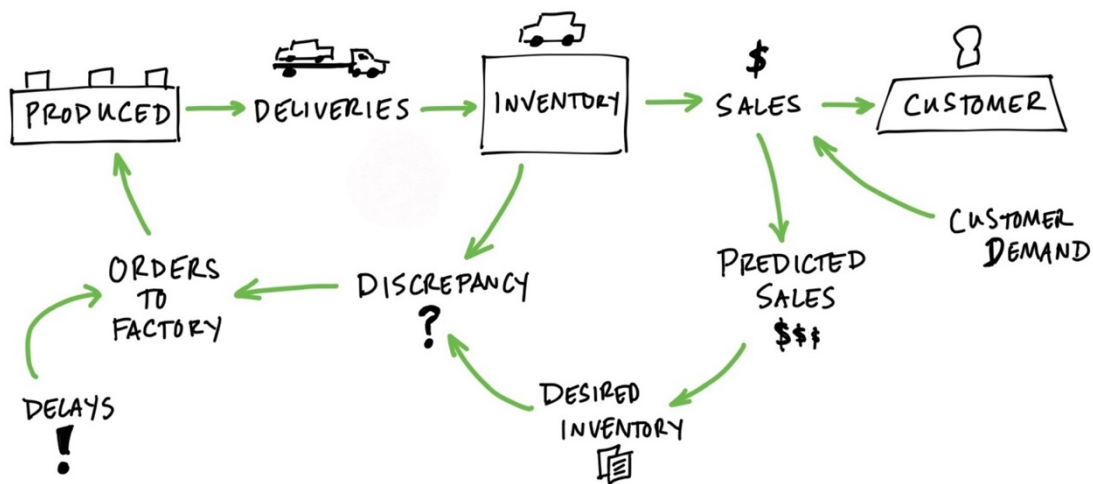 $
PRODUCED
DELIVERIES
INVENTORY
SALES
CUSTOMER
CUSTOMER
DEMAND
ORDERS
TO
FACTORY
DISCREPANCY
?
PREDICTED
SALES
$$$
DELAYS
!
DESIRED
INVENTORY